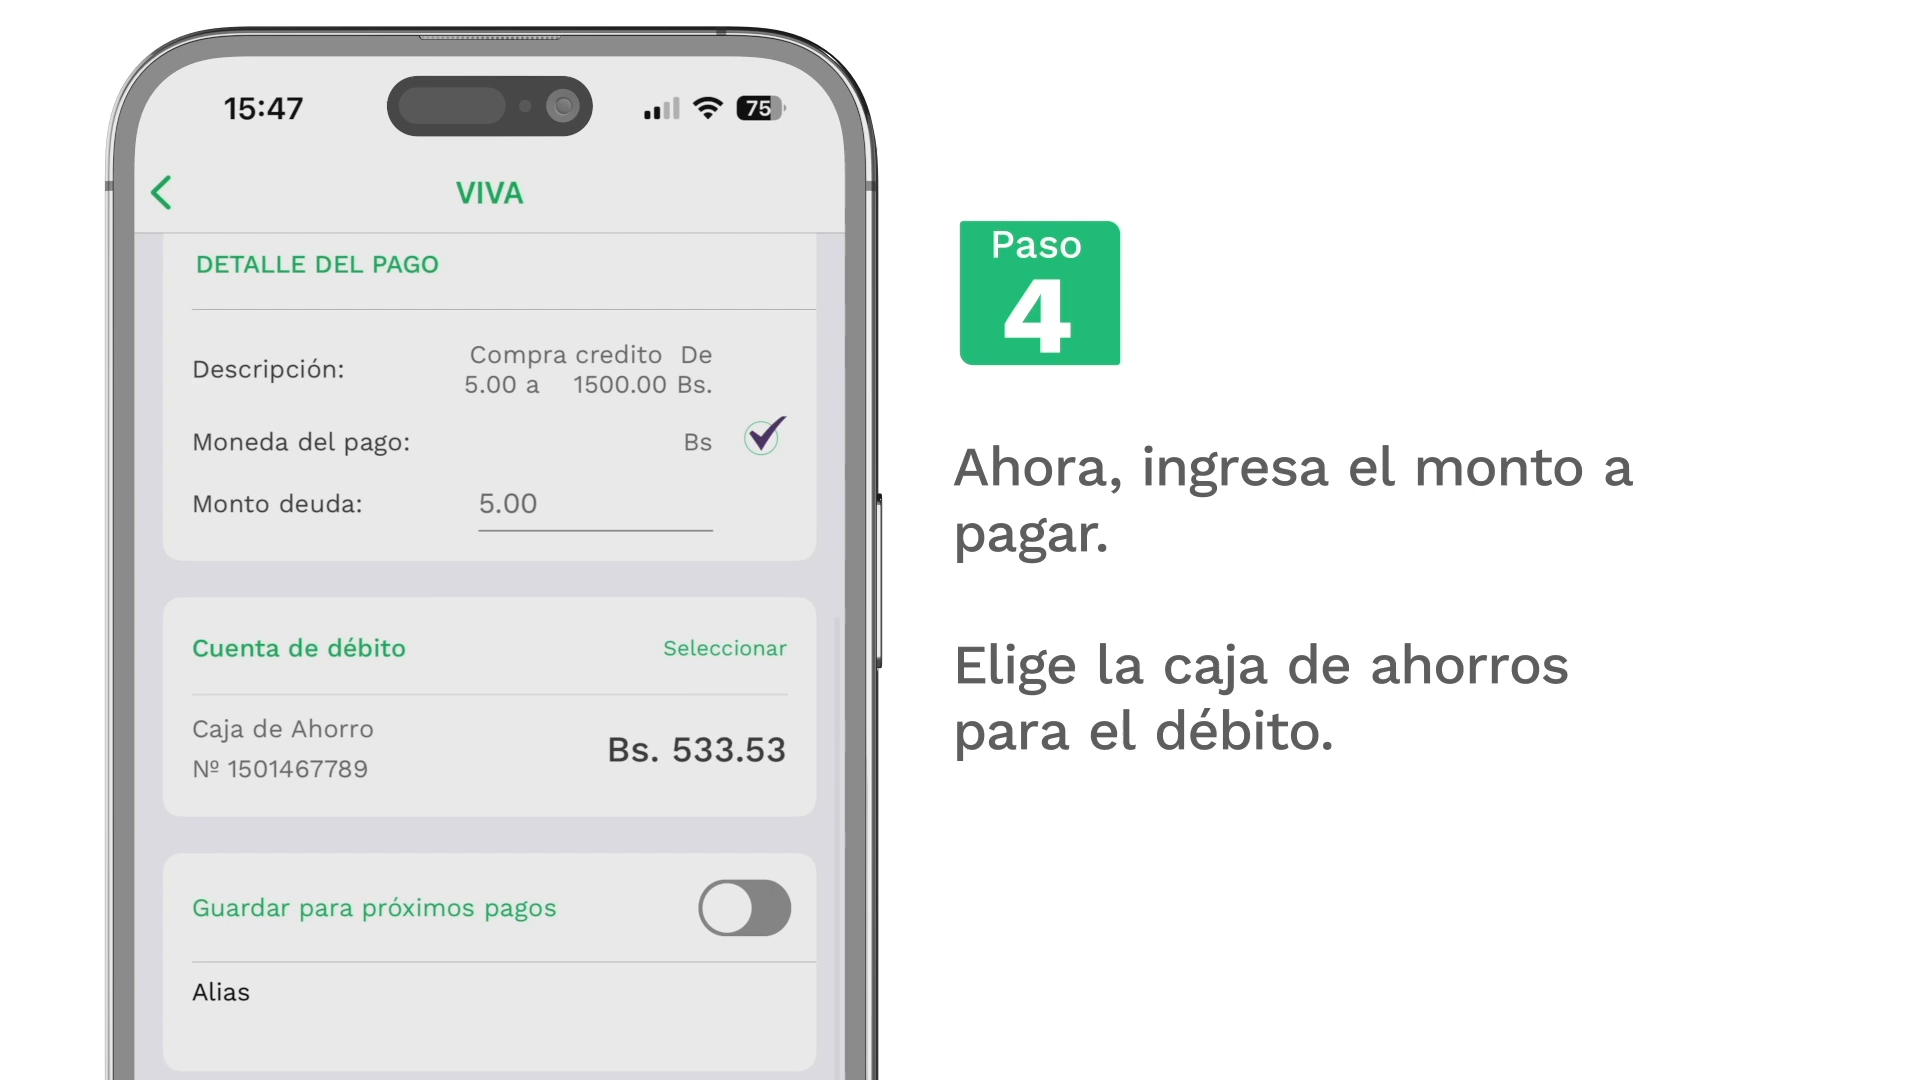 15:47
75
VIVA
DETALLE DEL PAGO
Descripción:
Compra credito De
5.00 a 1500.00 Bs.
Moneda del pago:
Bs
Monto deuda:
5.00
Cuenta de débito
Seleccionar
Caja de Ahorro
Nº 1501467789
Bs. 533.53
Guardar para próximos pagos
Alias
Paso
4
Ahora, ingresa el monto a
pagar.
Elige la caja de ahorros
para el débito.